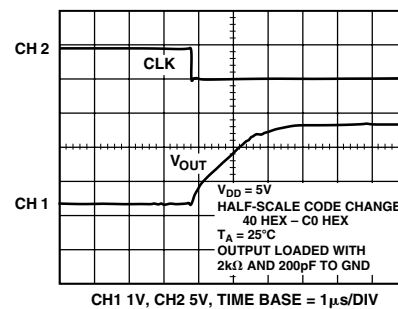 CH 2
CLK
VOUT
CH 1
VDD = 5V
HALF-SCALE CODE CHANGE
40 HEX – C0 HEX
TA = 25°C
OUTPUT LOADED WITH
2kΩ AND 200pF TO GND
CH1 1V, CH2 5V, TIME BASE = 1µs/DIV